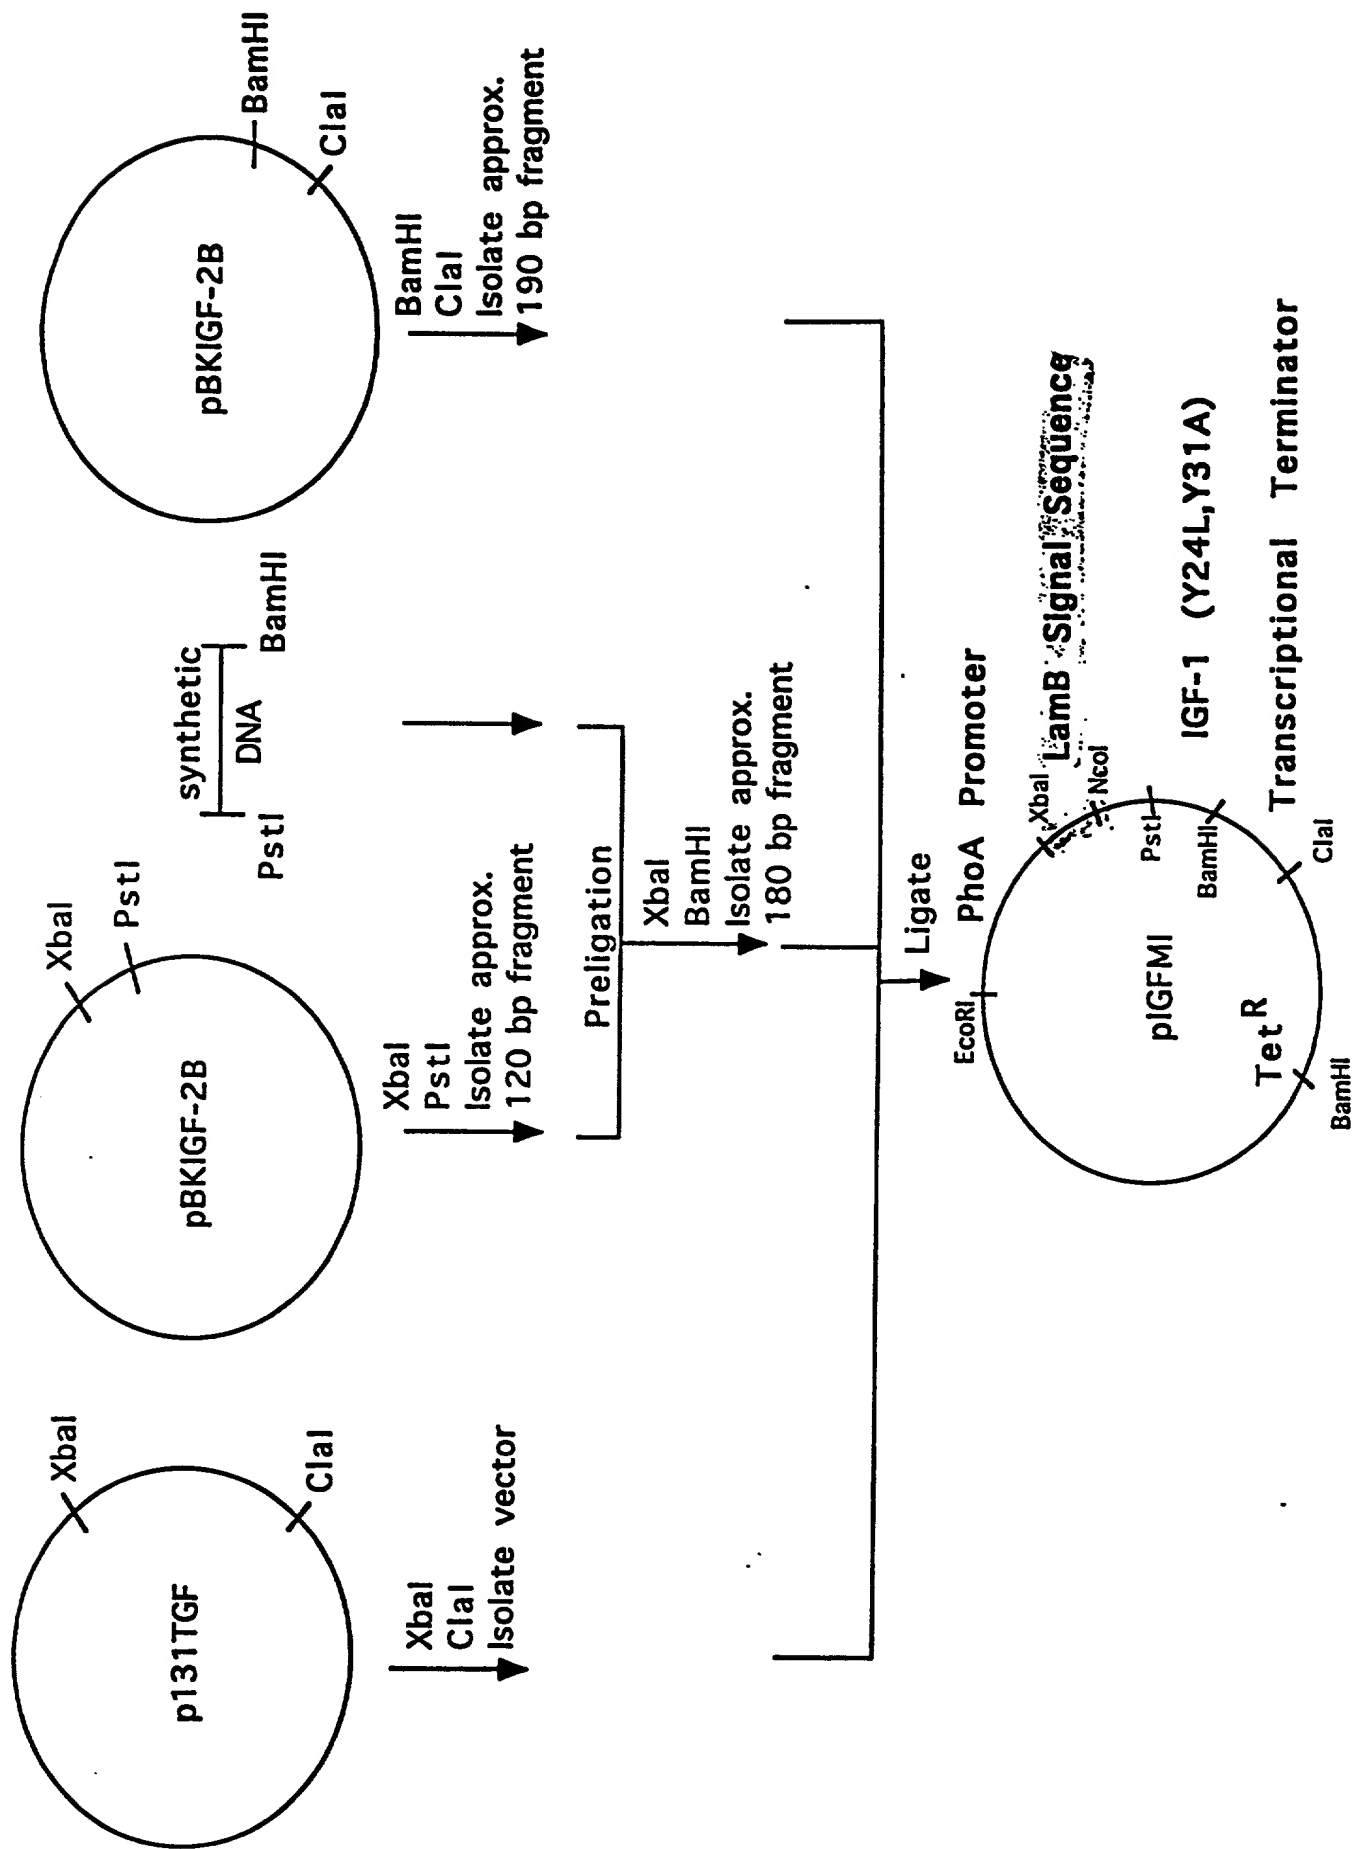 p131TGF
XbaI
ClaI
XbaI
ClaI
Isolate vector
pBKIGF-2B
XbaI
PstI
XbaI
PstI
Isolate approx.
120 bp fragment
synthetic
DNA
PstI
BamHI
pBKIGF-2B
BamHI
ClaI
BamHI
ClaI
Isolate approx.
190 bp fragment
Preligation
XbaI
BamHI
Isolate approx.
180 bp fragment
Ligate
EcoRI
PhoA Promoter
XbaI
LamB Signal Sequence
NcoI
PstI
IGF-1 (Y24L,Y31A)
BamHI
Transcriptional Terminator
ClaI
pIGFMI
Tet R
BamHI